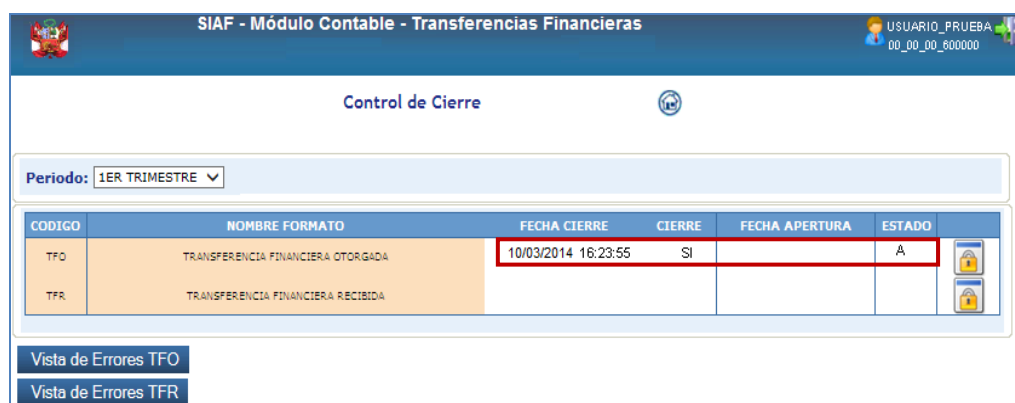 SIAF - Módulo Contable - Transferencias Financieras
USUARIO_PRUEBA
00_00_00_600000
Control de Cierre
Periodo: 1ER TRIMESTRE
CODIGO NOMBRE FORMATO FECHA CIERRE CIERRE FECHA APERTURA ESTADO
TFO TRANSFERENCIA FINANCIERA OTORGADA 10/03/2014 16:23:55 SI A
TFR TRANSFERENCIA FINANCIERA RECIBIDA
Vista de Errores TFO
Vista de Errores TFR